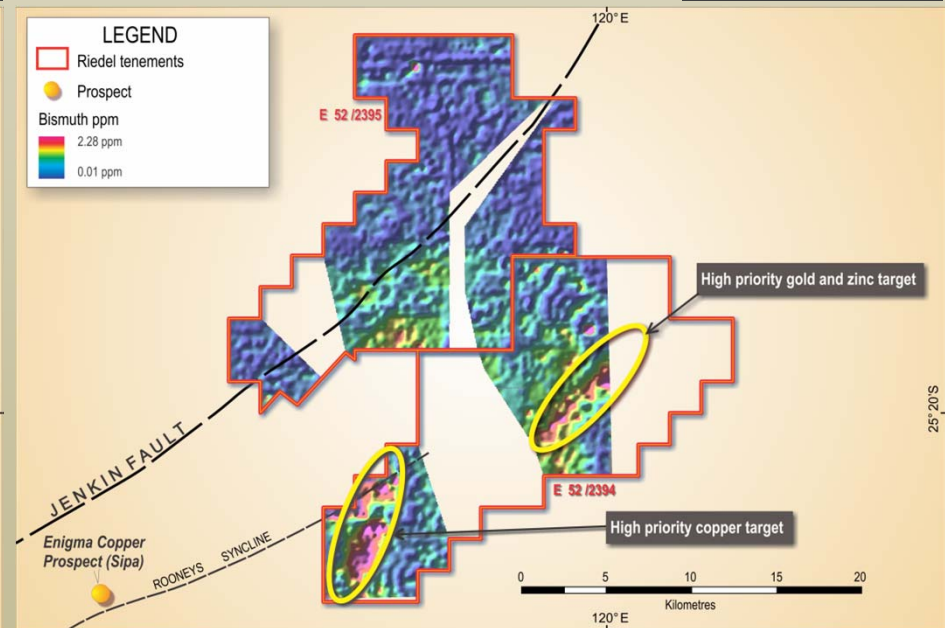 120°E
LEGEND
Riedel tenements
Prospect
Bismuth ppm
2.28 ppm
0.01 ppm
E 52 /2395
High priority gold and zinc target
25°20'S
JENKIN FAULT
E 52 /2394
High priority copper target
Enigma Copper
Prospect (Sipa)
ROONEYS SYNCLINE
0 5 10 15 20
Kilometres
120°E